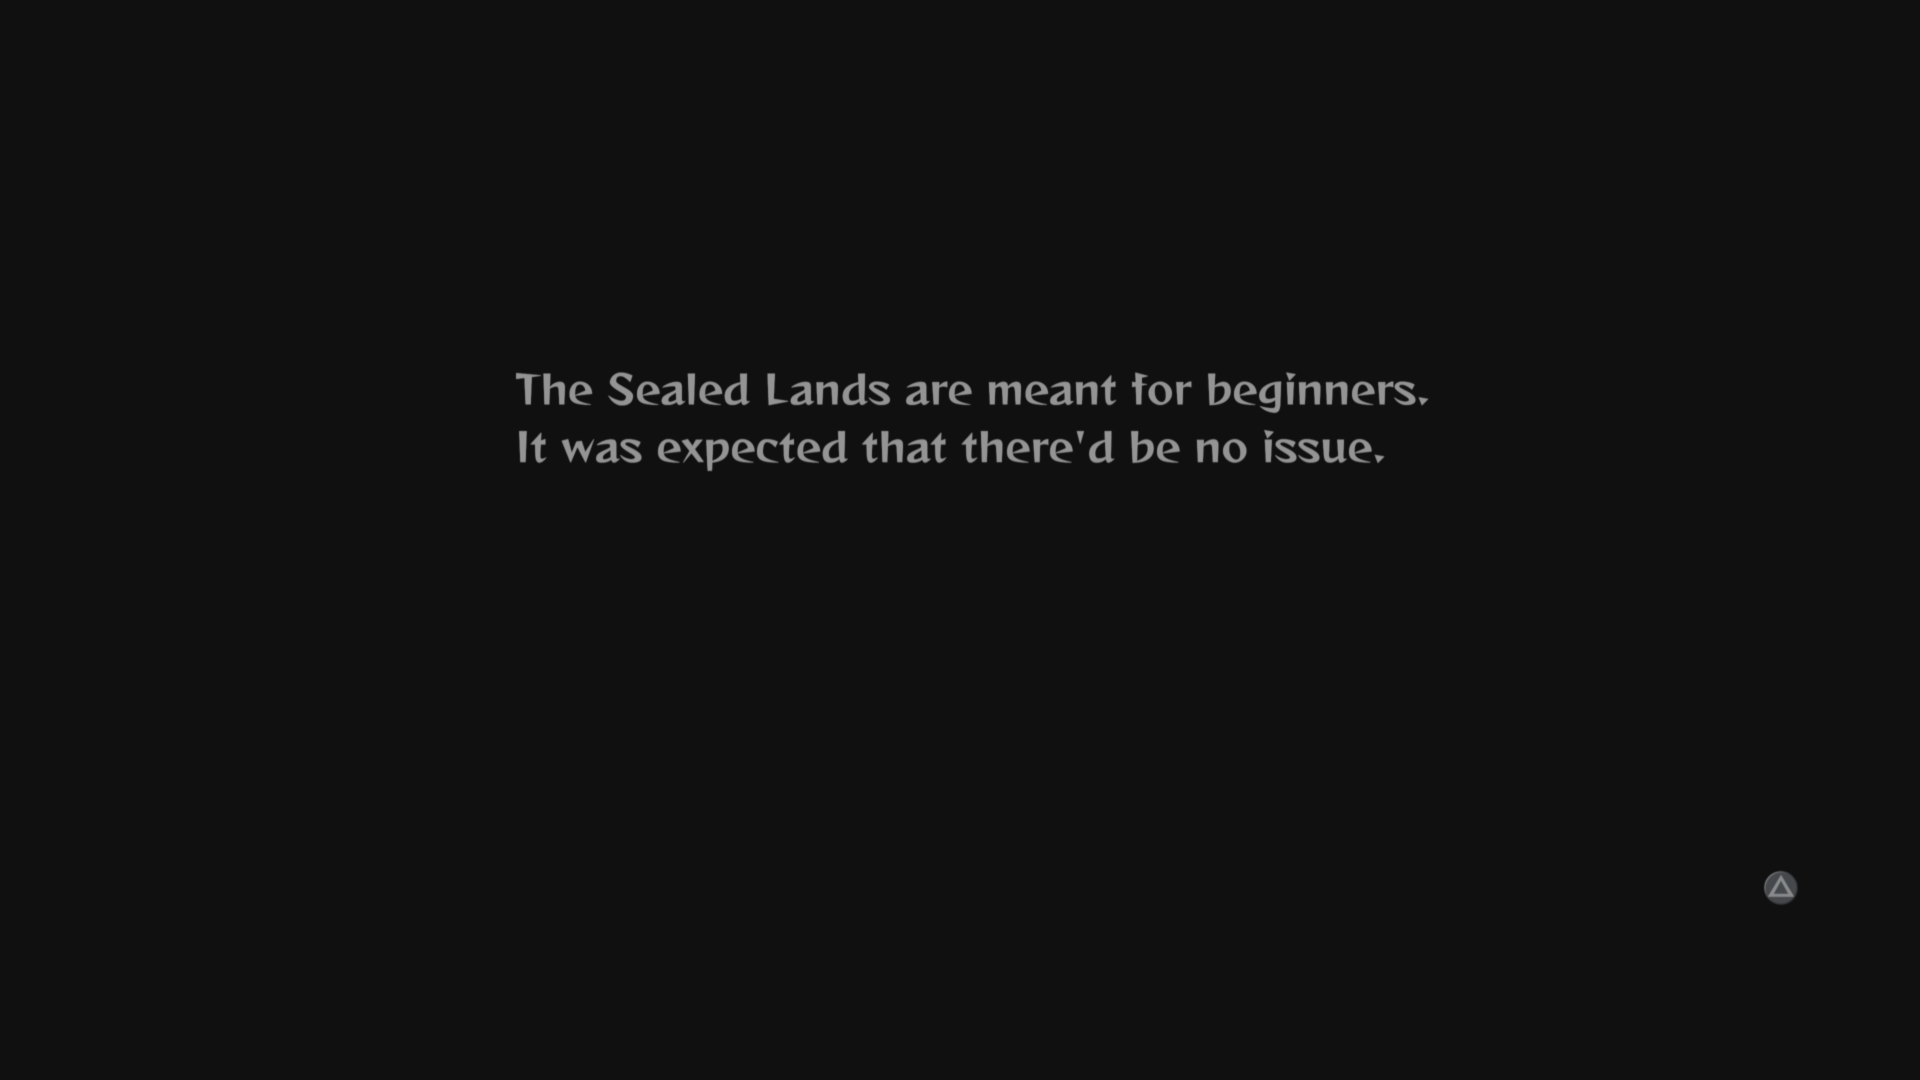 The Sealed Lands are meant for beginners.
It was expected that there'd be no issue.